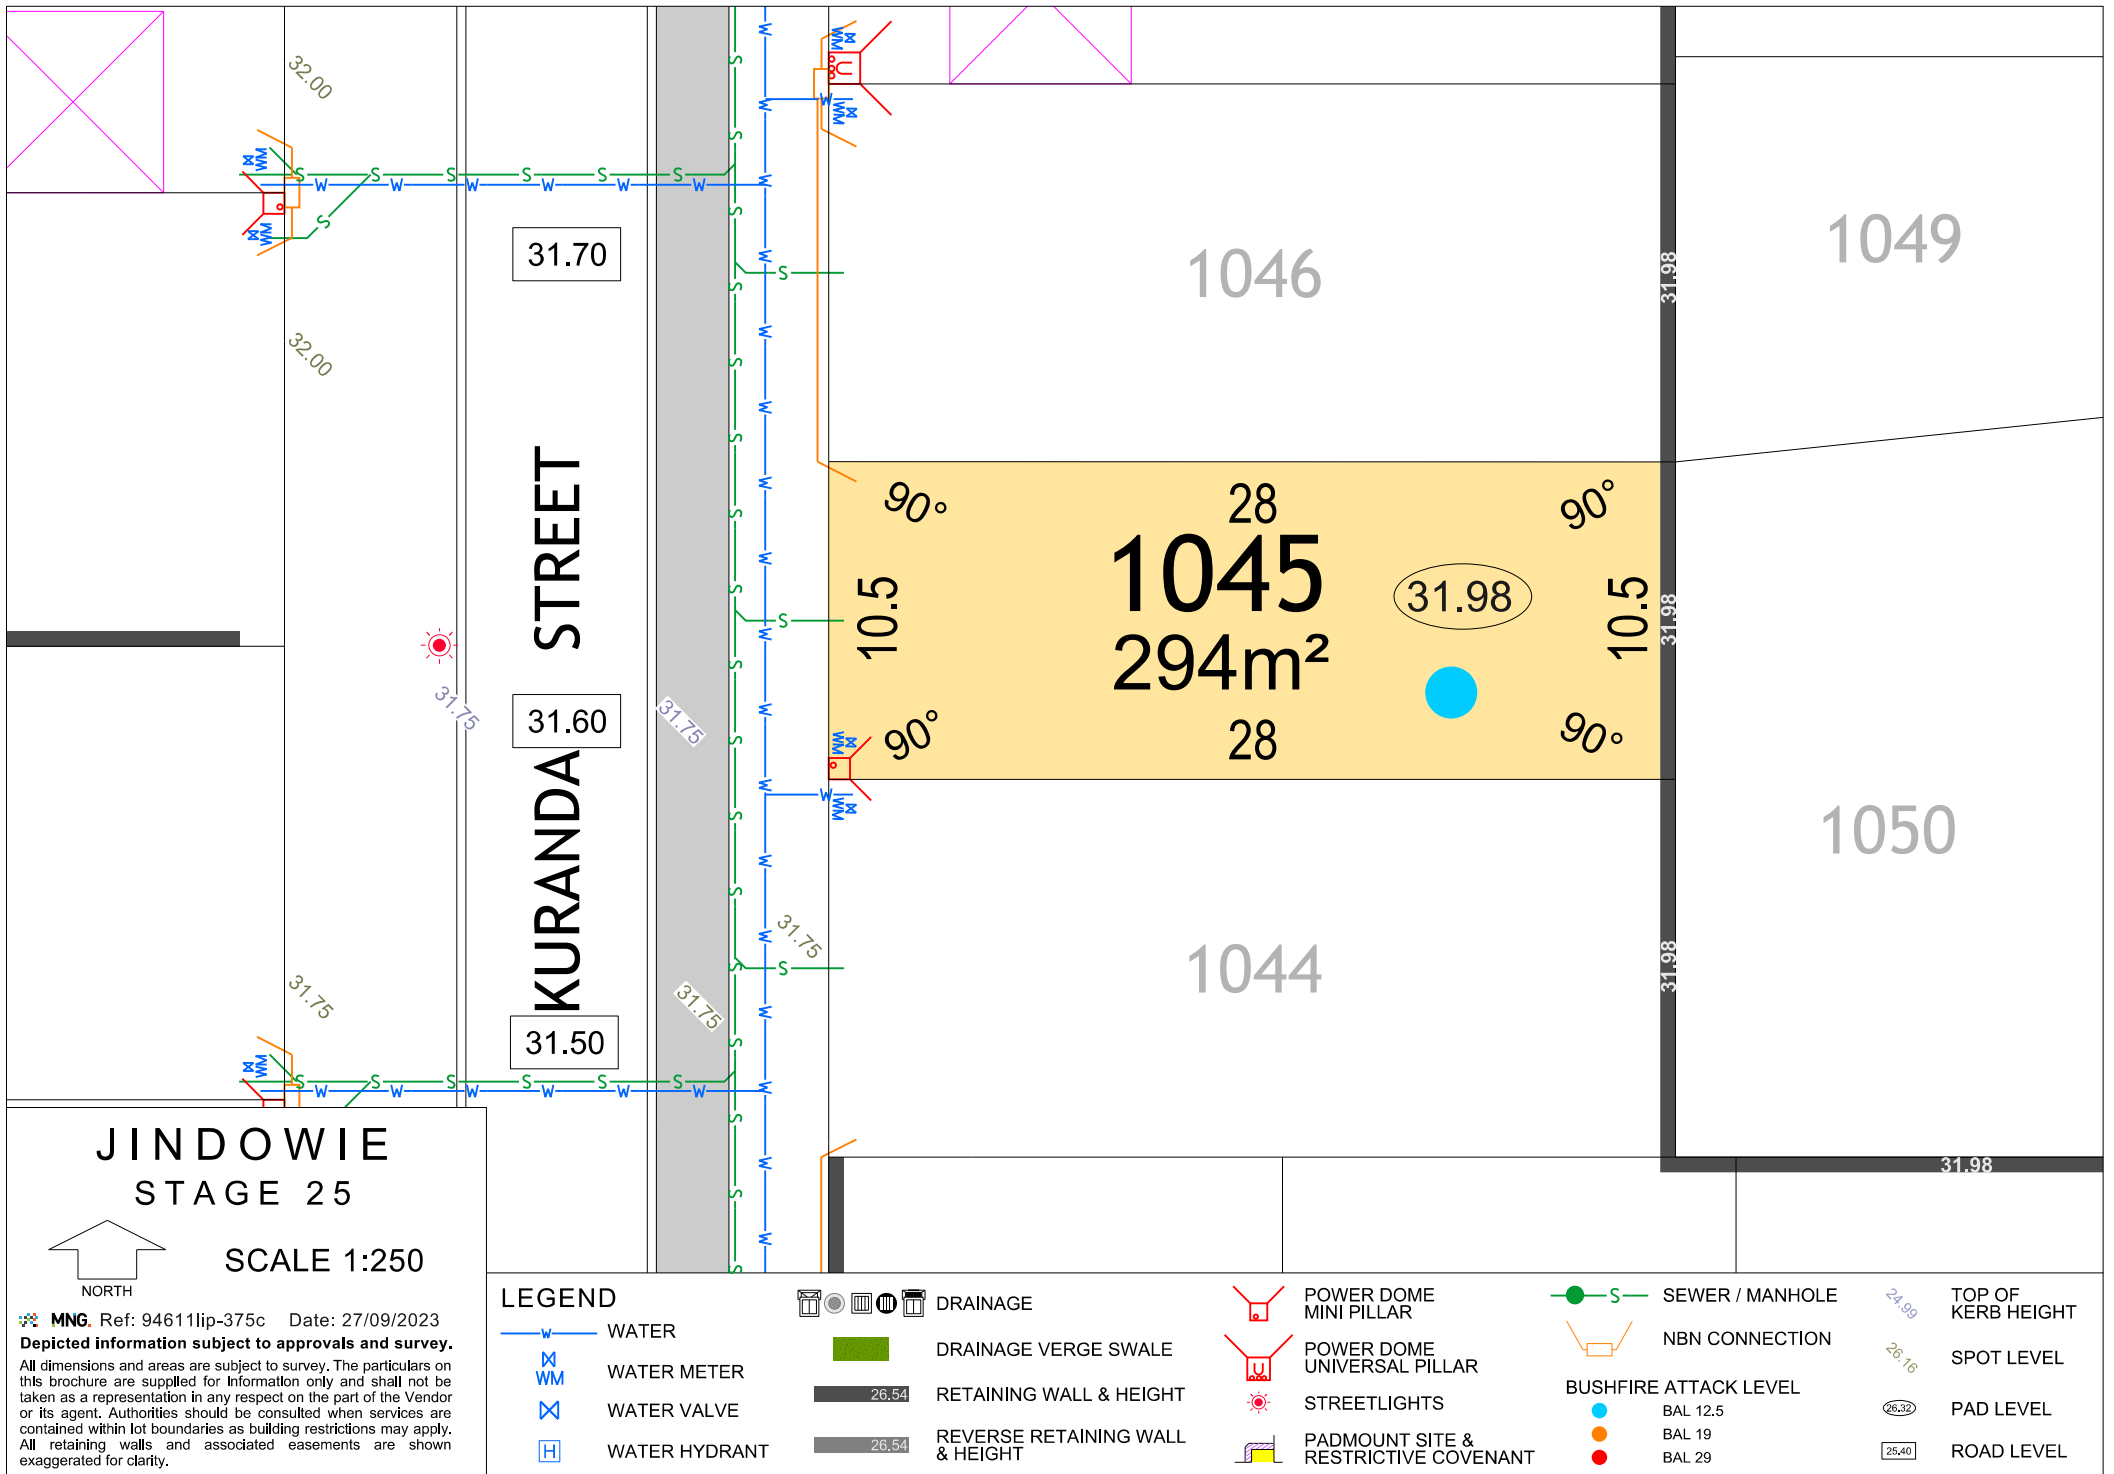 32.00
WM
WM
S S S S S S
W W W W W W
S
WM
WM
W
WM
U
31.70
32.00
S
1046
1049
31.98
KURANDA STREET
31.75
31.60
31.75
S
90°
28
90°
1045
294m²
10.5
31.98
10.5
31.98
90°
28
90°
WM
W
WM
1044
1050
31.98
31.75
S
31.75
31.75
31.50
WM
S S S S S S
W W W W W W
31.98
JINDOWIE
STAGE 25
SCALE 1:250
NORTH
MNG. Ref: 94611lip-375c Date: 27/09/2023
Depicted information subject to approvals and survey.
All dimensions and areas are subject to survey. The particulars on
this brochure are supplied for information only and shall not be
taken as a representation in any respect on the part of the Vendor
or its agent. Authorities should be consulted when services are
contained within lot boundaries as building restrictions may apply.
All retaining walls and associated easements are shown
exaggerated for clarity.
LEGEND
W WATER
WM WATER METER
WATER VALVE
H WATER HYDRANT
DRAINAGE
DRAINAGE VERGE SWALE
26.54 RETAINING WALL & HEIGHT
26.54 REVERSE RETAINING WALL
& HEIGHT
POWER DOME
MINI PILLAR
U POWER DOME
UNIVERSAL PILLAR
STREETLIGHTS
PADMOUNT SITE &
RESTRICTIVE COVENANT
S SEWER / MANHOLE
NBN CONNECTION
BUSHFIRE ATTACK LEVEL
BAL 12.5
BAL 19
BAL 29
24.99 TOP OF
KERB HEIGHT
26.16 SPOT LEVEL
26.32 PAD LEVEL
25.40 ROAD LEVEL